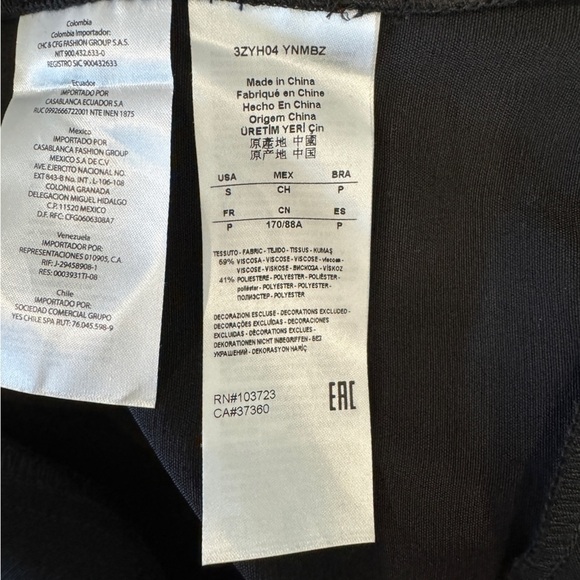 Colombia
Colombia Importador:
CHC & CFG FASHION GROUP S.A.S.
NIT 900.432.633-0
REGISTRO SIC 900432633
Ecuador
IMPORTADO POR
CASABLANCA ECUADOR S.A
RUC 0992666722001 NTE INEN 1875
Mexico
IMPORTADO POR
CASABLANCA FASHION GROUP
MEXICO S.A DE C.V
AVE. EJERCITO NACIONAL NO.
EXT 843-B No. INT . L-106-108
COLONIA GRANADA
DELEGACION MIGUEL HIDALGO
C.P. 11520 MEXICO
D.F. RFC: CFG0606308A7
Venezuela
IMPORTADO POR:
REPRESENTACIONES 010905, C.A.
RIF: J-29458908-1
RES: 00039311TJ-08
Chile
IMPORTADO POR:
SOCIEDAD COMERCIAL GRUPO
YES CHILE SPA RUT: 76.045.598-9
3ZYH04 YNMBZ
Made in China
Fabriqué en Chine
Hecho En China
Origem China
ÜRETİM YERİ Çin
原產地 中國
原产地 中国
USA MEX BRA
S CH P
FR CN ES
P 170/88A P
TESSUTO - FABRIC - TEJIDO - TISSUS - KUMAŞ
59% VISCOSA - VISCOSE - VISCOSE - viscose -
VISCOSE - VISKOSE - ВИСКОЗА - VİSKOZ
41% POLIESTERE - POLYESTER - POLIÉSTER -
poliéster - POLYESTER - POLYESTER -
ПОЛИЭСТЕР - POLYESTER
DECORAZIONI ESCLUSE - DECORATIONS EXCLUDED -
DECORAÇÕES EXCLUÍDAS - DECORACIONES
EXCLUIDAS - DECORATIONS EXCLUES -
DEKORATIONEN NICHT INBEGRIFFEN - БЕЗ
УКРАШЕНИЙ - DEKORASYON HARİÇ
RN#103723
CA#37360
EAC